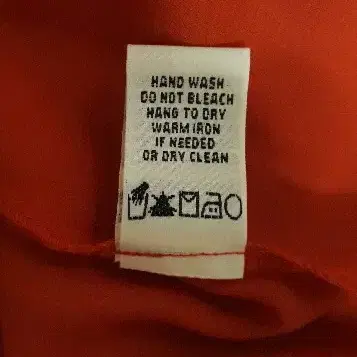 HAND WASH
DO NOT BLEACH
HANG TO DRY
WARM IRON
IF NEEDED
OR DRY CLEAN